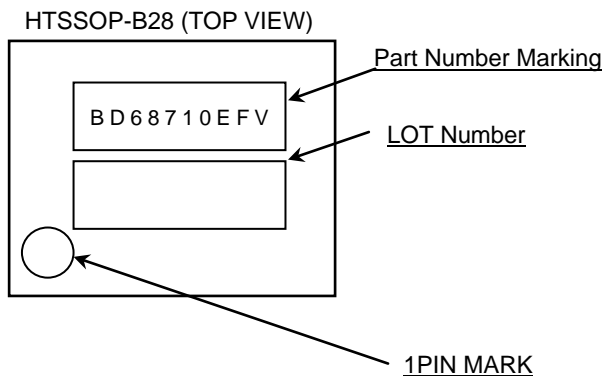 HTSSOP-B28 (TOP VIEW)
Part Number Marking
BD68710EFV
LOT Number
1PIN MARK